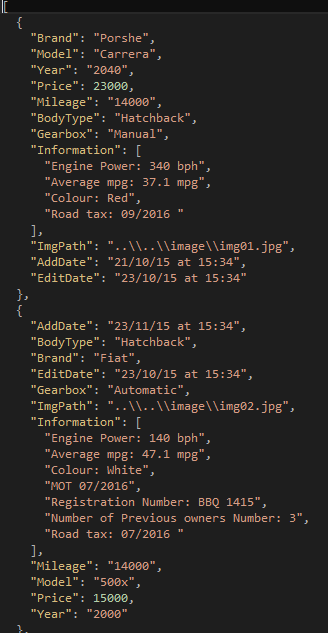 [
{
"Brand": "Porshe",
"Model": "Carrera",
"Year": "2040",
"Price": 23000,
"Mileage": "14000",
"BodyType": "Hatchback",
"Gearbox": "Manual",
"Information": [
"Engine Power: 340 bph",
"Average mpg: 37.1 mpg",
"Colour: Red",
"Road tax: 09/2016 "
],
"ImgPath": "..\\..\\image\\img01.jpg",
"AddDate": "21/10/15 at 15:34",
"EditDate": "23/10/15 at 15:34"
},
{
"AddDate": "23/11/15 at 15:34",
"BodyType": "Hatchback",
"Brand": "Fiat",
"EditDate": "23/10/15 at 15:34",
"Gearbox": "Automatic",
"ImgPath": "..\\..\\image\\img02.jpg",
"Information": [
"Engine Power: 140 bph",
"Average mpg: 47.1 mpg",
"Colour: White",
"MOT 07/2016",
"Registration Number: BBQ 1415",
"Number of Previous owners Number: 3",
"Road tax: 07/2016 "
],
"Mileage": "14000",
"Model": "500x",
"Price": 15000,
"Year": "2000"
},